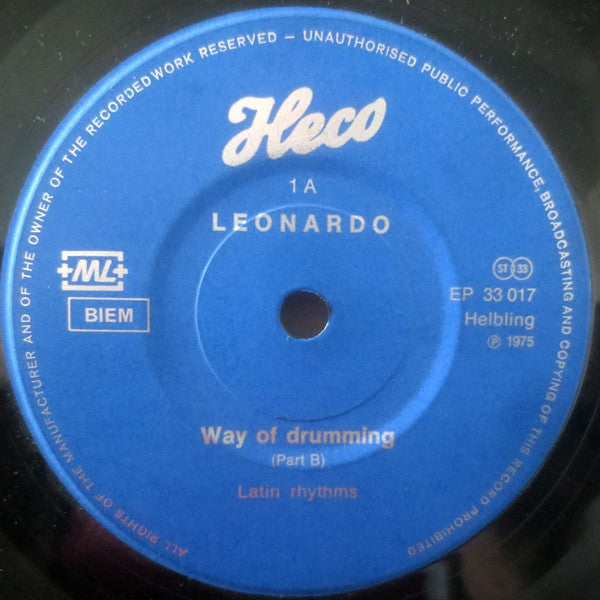 ALL RIGHTS OF THE MANUFACTURER AND OF THE OWNER OF THE RECORDED WORK RESERVED – UNAUTHORISED PUBLIC PERFORMANCE, BROADCASTING AND COPYING OF THIS RECORD PROHIBITED
Heco
1 A
LEONARDO
+ML+
BIEM
ST 33
EP 33 017
Helbling
℗ 1975
Way of drumming
(Part B)
Latin rhythms